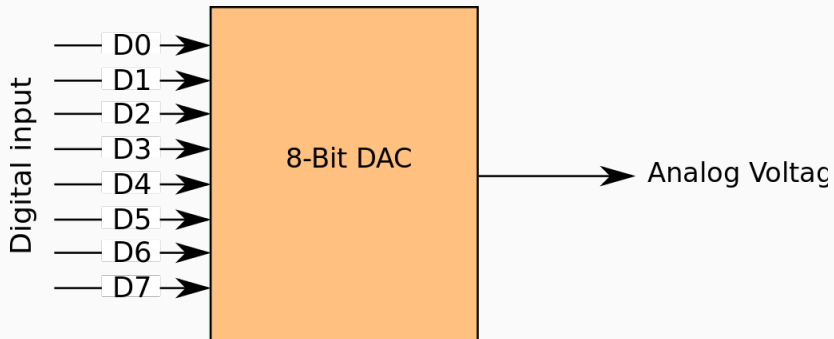 Digital input
D0
D1
D2
D3
D4
D5
D6
D7
8-Bit DAC
Analog Voltag